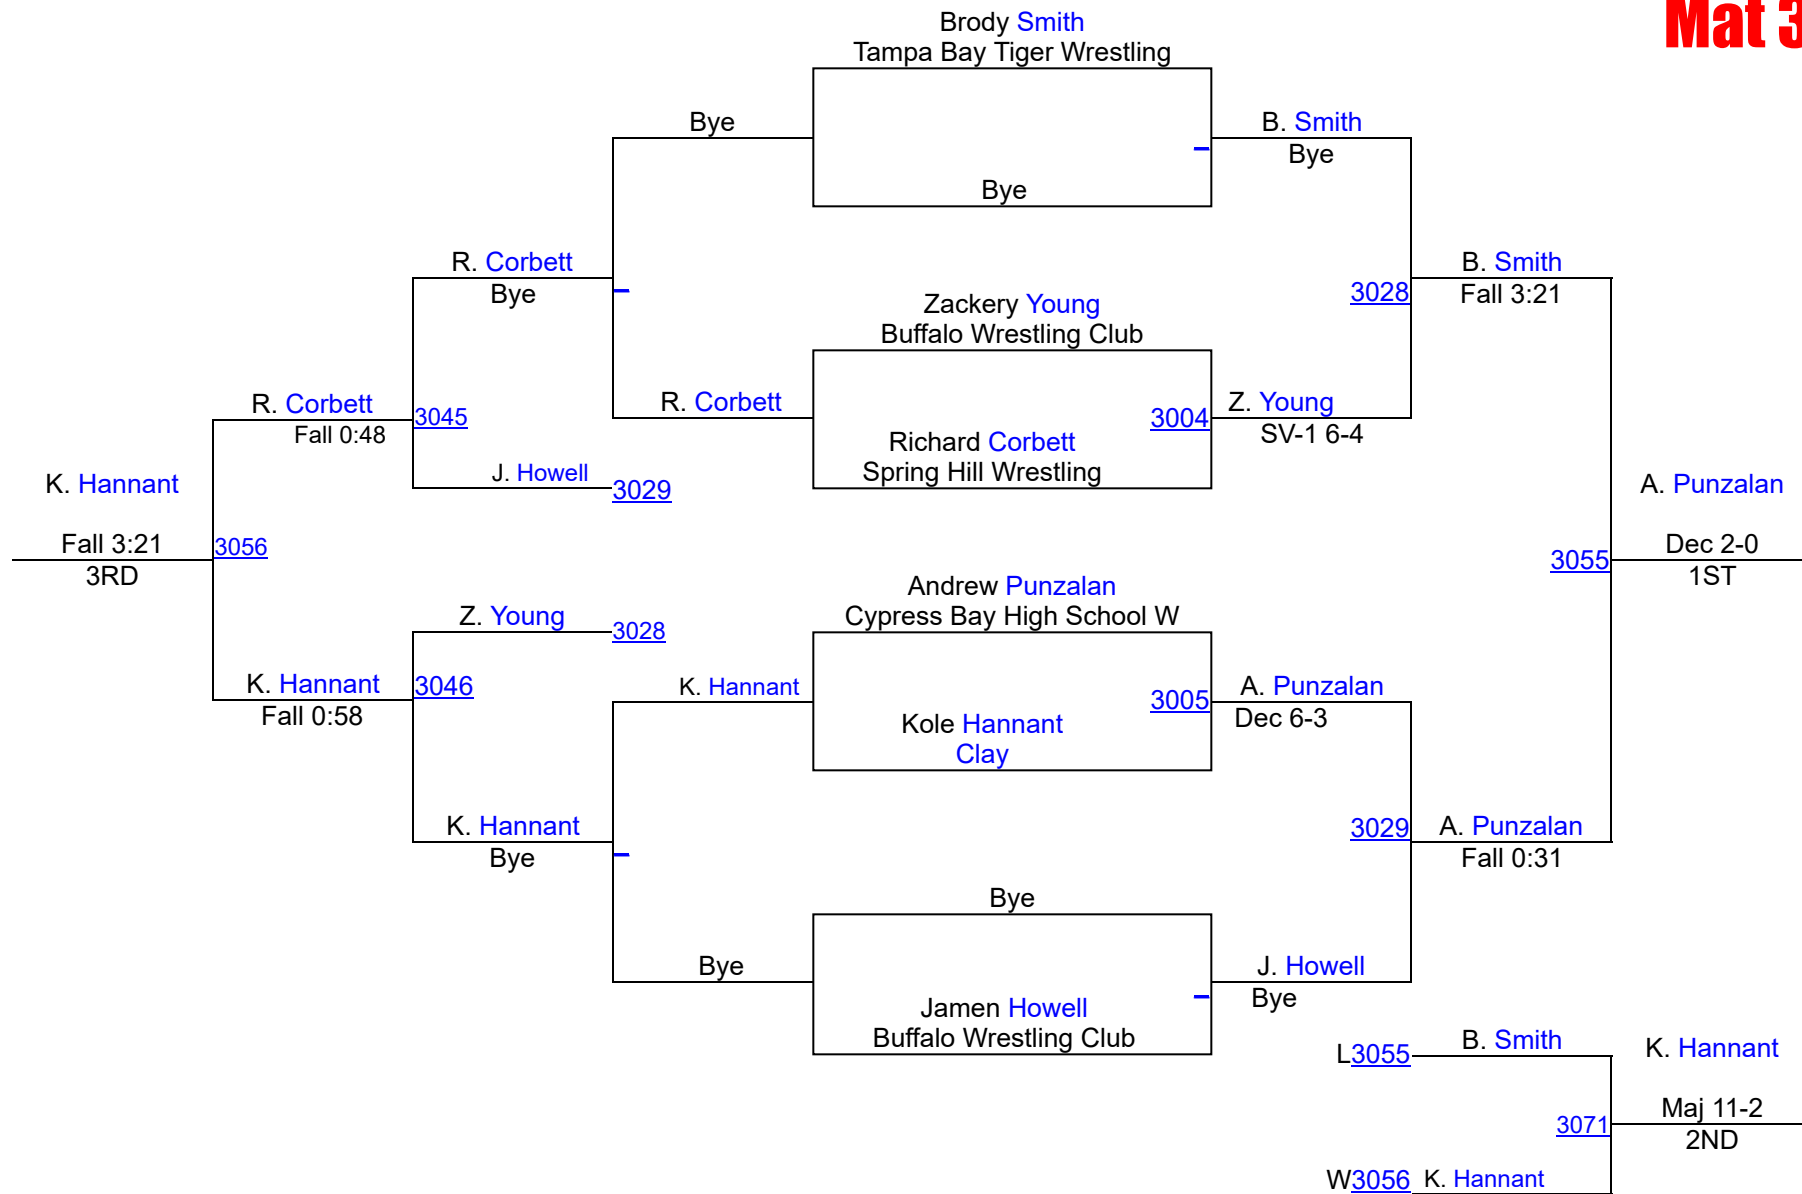 Mat 3
Brody Smith
Tampa Bay Tiger Wrestling
Bye
B. Smith
Bye
Bye
R. Corbett
Bye
B. Smith
3028
Fall 3:21
Zackery Young
Buffalo Wrestling Club
R. Corbett
3045
Fall 0:48
R. Corbett
3004
Z. Young
SV-1 6-4
Richard Corbett
Spring Hill Wrestling
J. Howell
3029
K. Hannant
A. Punzalan
Fall 3:21
3056
3RD
3055
Dec 2-0
1ST
Andrew Punzalan
Cypress Bay High School W
Z. Young
3028
K. Hannant
3046
Fall 0:58
K. Hannant
3005
A. Punzalan
Dec 6-3
Kole Hannant
Clay
K. Hannant
Bye
3029
A. Punzalan
Fall 0:31
Bye
Bye
J. Howell
Bye
Jamen Howell
Buffalo Wrestling Club
L3055
B. Smith
K. Hannant
3071
Maj 11-2
2ND
W3056
K. Hannant